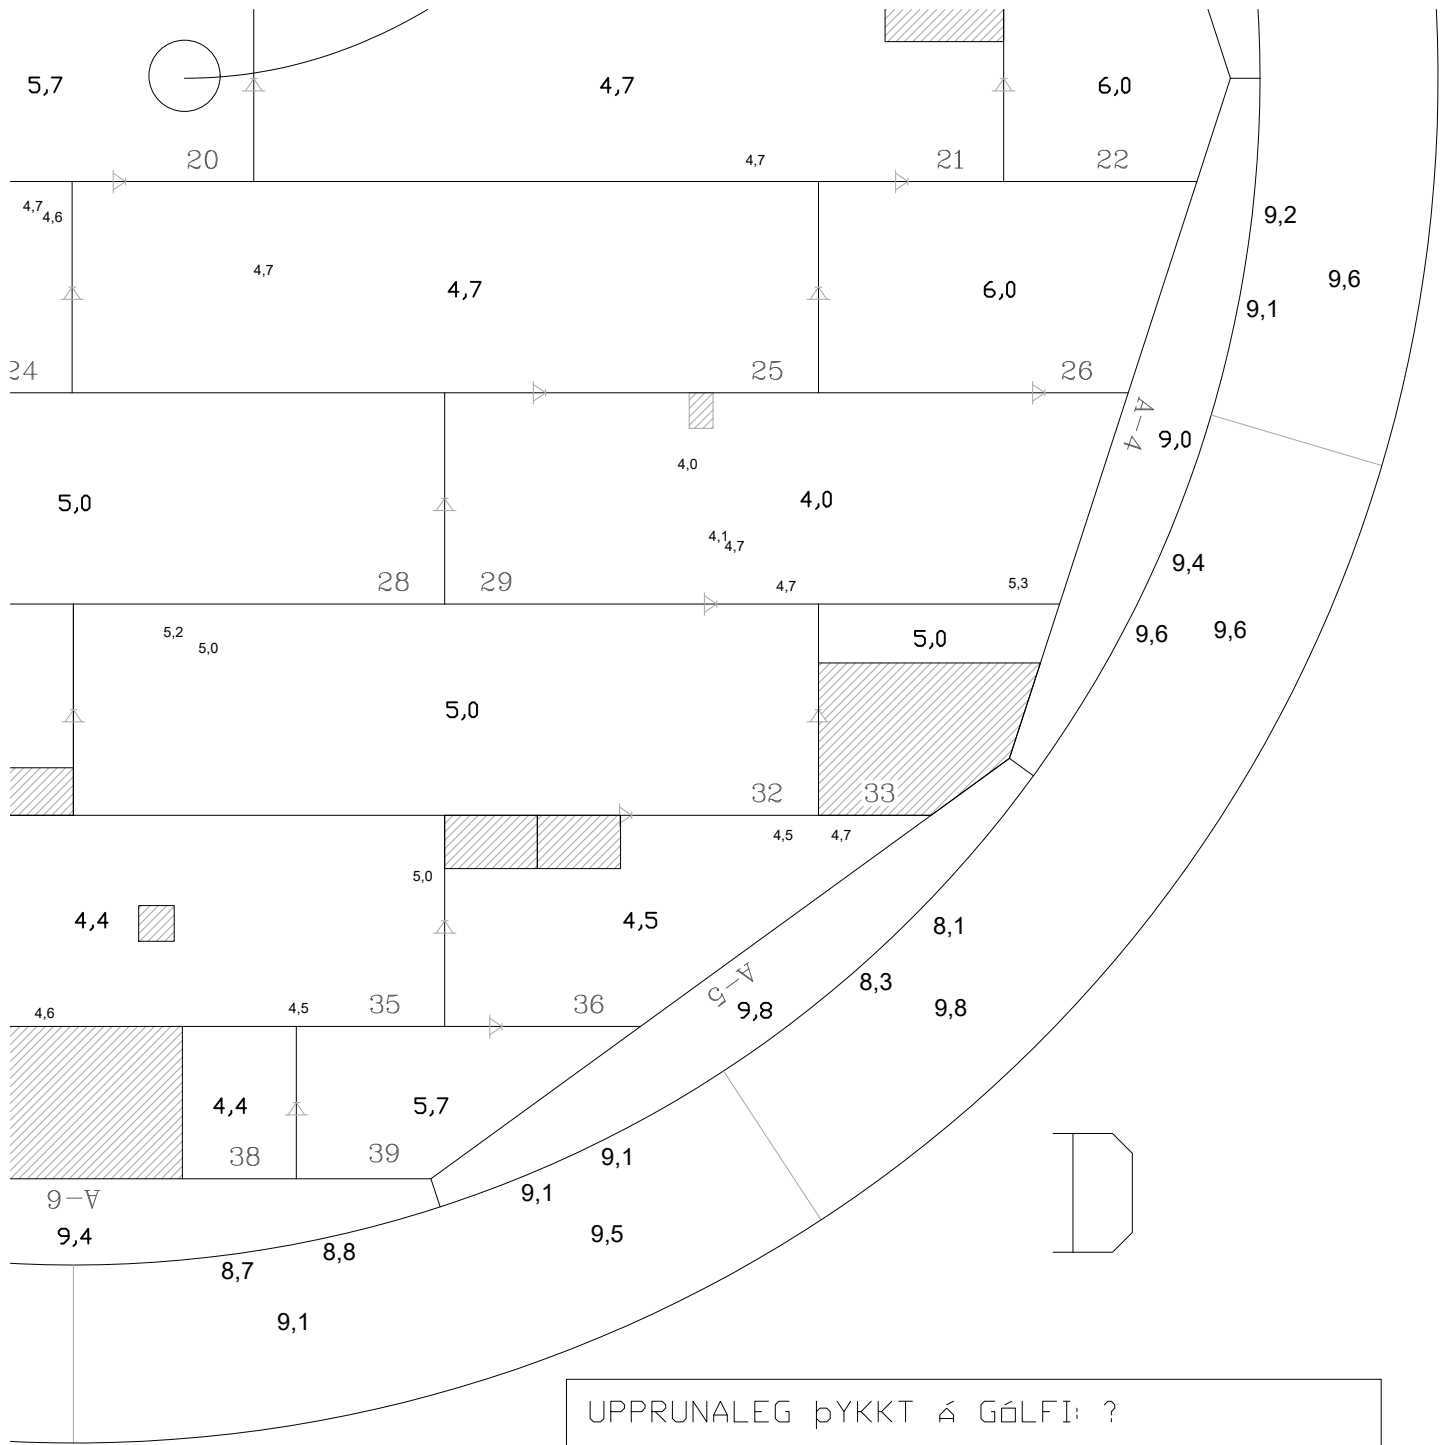 5,7 4,7 6,0
20 4,7 21 22
4,7 4,6 9,2
4,7 4,7 6,0 9,6
9,1
24 25 26
A-4
9,0
4,0
5,0 4,0
4,1 4,7
9,4
28 29 4,7 5,3
5,2 5,0 5,0 9,6 9,6
5,0
32 33
4,5 4,7
5,0
4,4 4,5 8,1
A-5
8,3
4,6 4,5 35 36 9,8 9,8
4,4 5,7
38 39 9,1
A-6 9,1
9,4 9,5
8,7 8,8
9,1
UPPRUNALEG ÞYKKT Á GÓLFI: ?